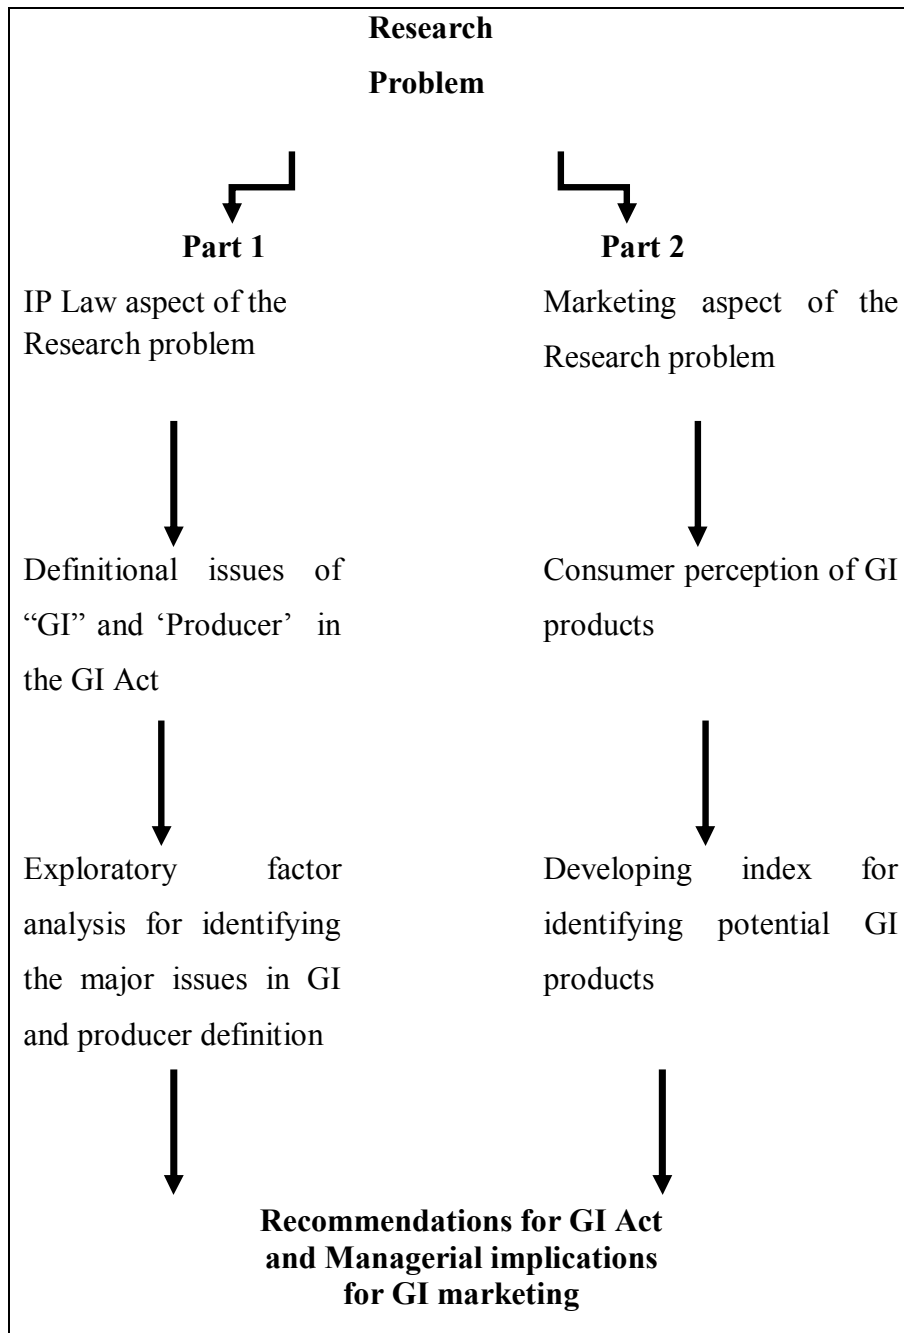 Research
Problem
Part 1
IP Law aspect of the
Research problem
Definitional issues of
“GI” and ‘Producer’ in
the GI Act
Exploratory factor
analysis for identifying
the major issues in GI
and producer definition
Part 2
Marketing aspect of the
Research problem
Consumer perception of GI
products
Developing index for
identifying potential GI
products
Recommendations for GI Act
and Managerial implications
for GI marketing